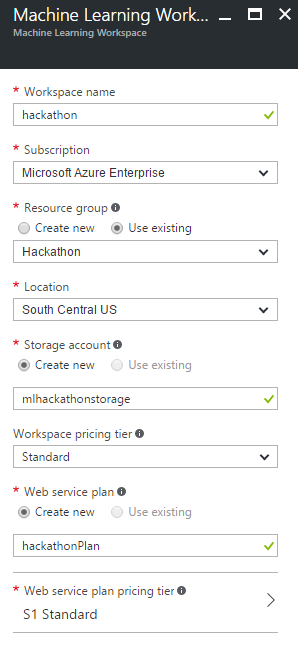 Machine Learning Work...
Machine Learning Workspace
* Workspace name
hackathon
* Subscription
Microsoft Azure Enterprise
* Resource group
Create new Use existing
Hackathon
* Location
South Central US
* Storage account
Create new Use existing
mlhackathonstorage
Workspace pricing tier
Standard
* Web service plan
Create new Use existing
hackathonPlan
* Web service plan pricing tier
S1 Standard